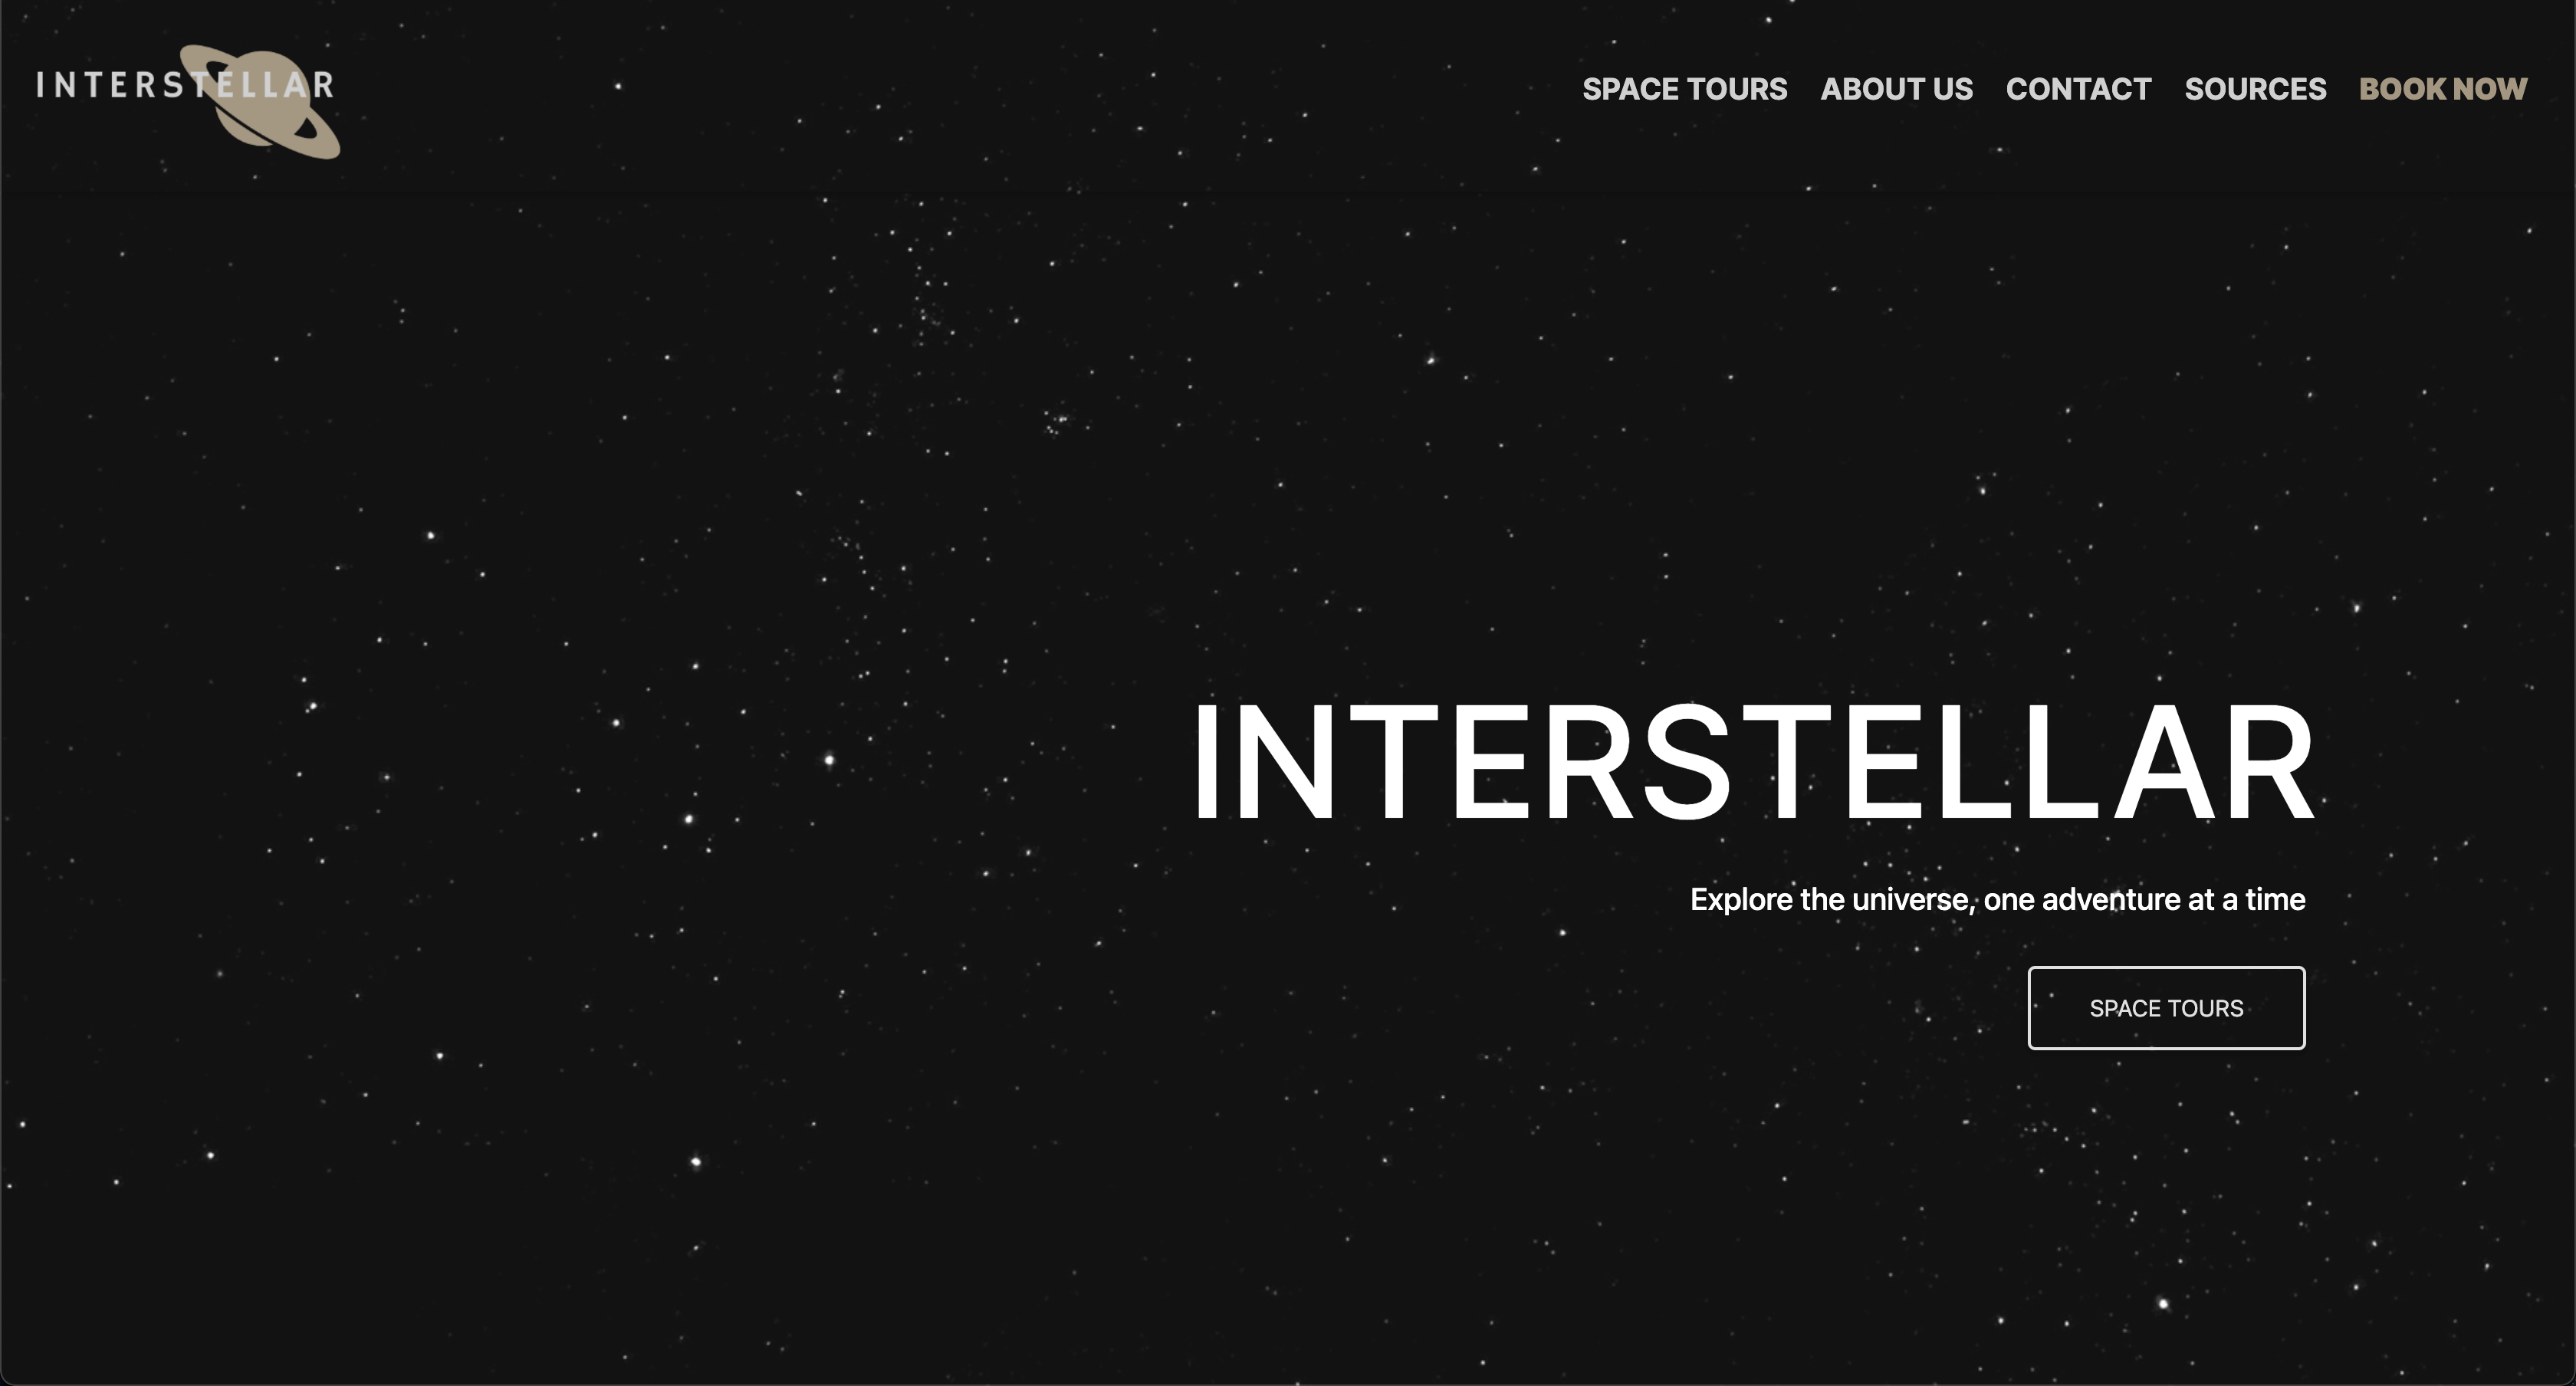 INTERSTELLAR
SPACE TOURS ABOUT US CONTACT SOURCES BOOK NOW
INTERSTELLAR
Explore the universe, one adventure at a time
SPACE TOURS